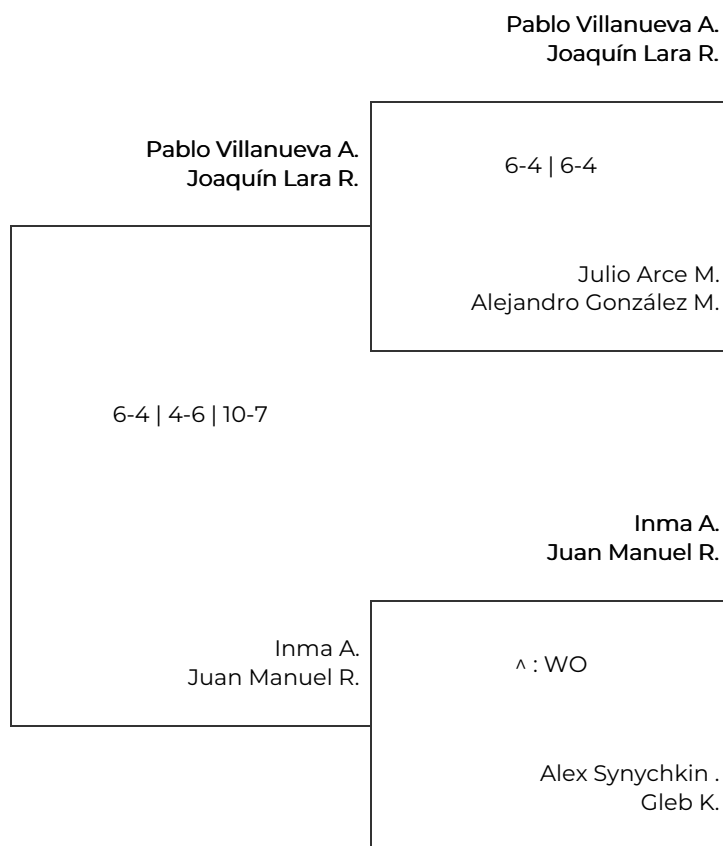 Pablo Villanueva A.
Joaquín Lara R.
Pablo Villanueva A.
Joaquín Lara R.
6-4 | 6-4
Julio Arce M.
Alejandro González M.
6-4 | 4-6 | 10-7
Inma A.
Juan Manuel R.
Inma A.
Juan Manuel R.
^ : WO
Alex Synychkin .
Gleb K.